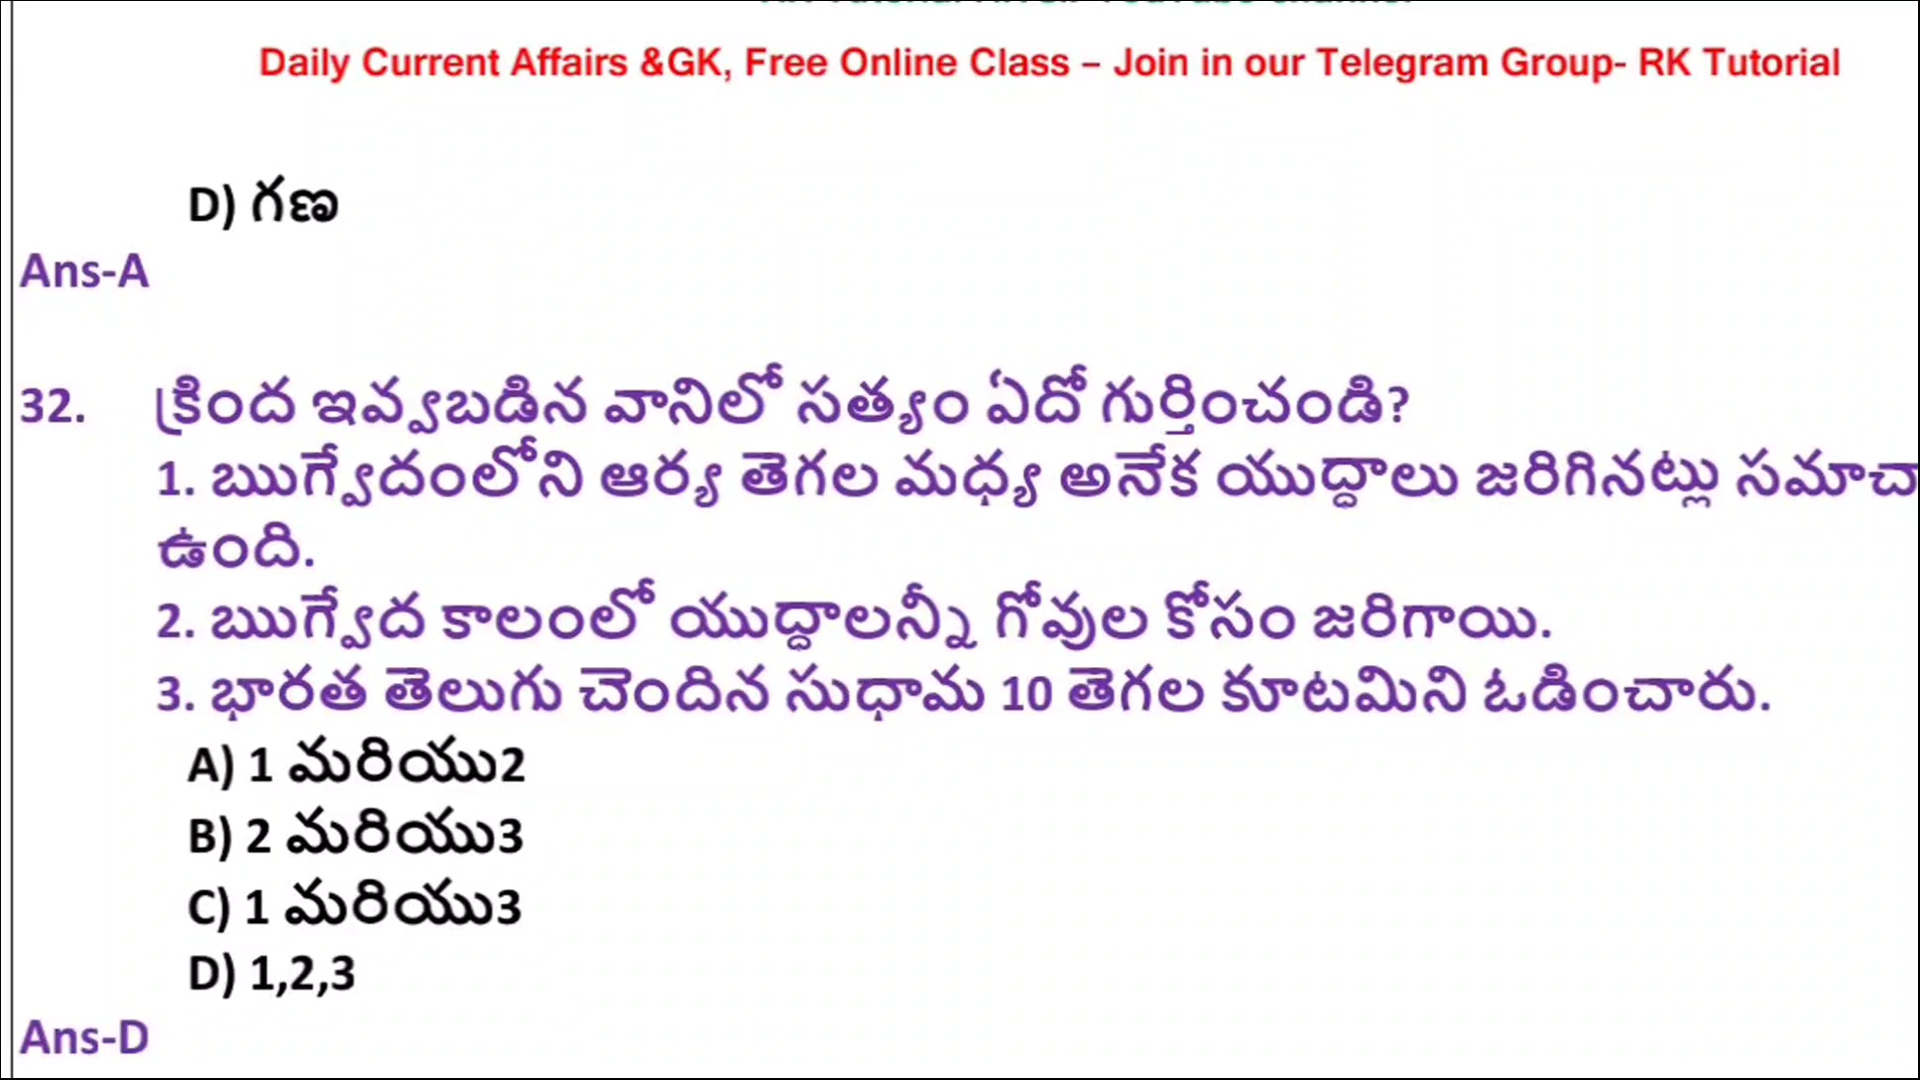 Daily Current Affairs &GK, Free Online Class – Join in our Telegram Group- RK Tutorial
D) గణ
Ans-A
32. క్రింద ఇవ్వబడిన వానిలో సత్యం ఏదో గుర్తించండి?
1. ఋగ్వేదంలోని ఆర్య తెగల మధ్య అనేక యుద్ధాలు జరిగినట్లు సమాచా
ఉంది.
2. ఋగ్వేద కాలంలో యుద్ధాలన్నీ గోవుల కోసం జరిగాయి.
3. భారత తెలుగు చెందిన సుధామ 10 తెగల కూటమిని ఓడించారు.
A) 1 మరియు2
B) 2 మరియు3
C) 1 మరియు3
D) 1,2,3
Ans-D